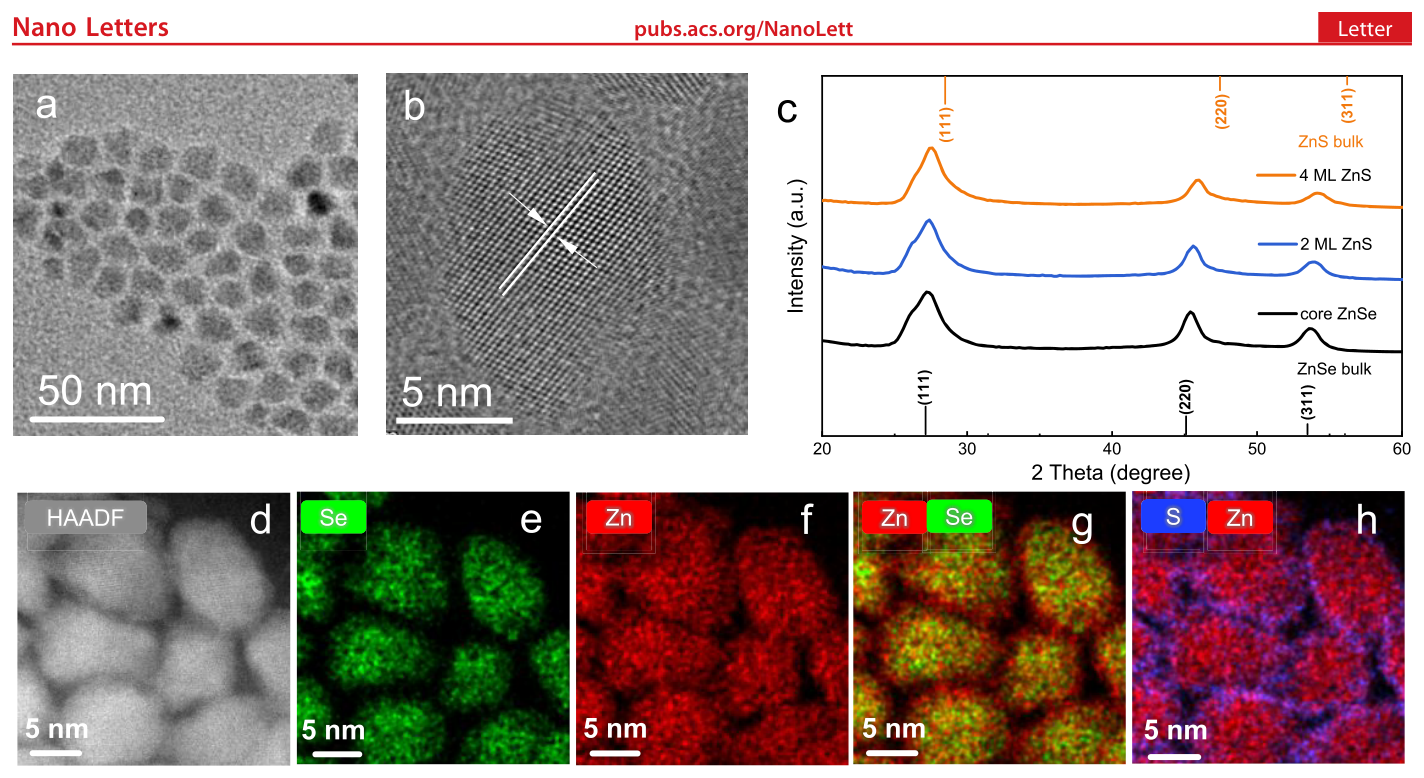 Nano Letters
pubs.acs.org/NanoLett
Letter
a
50 nm
b
5 nm
c
Intensity (a.u.)
(111)
(220)
(311)
ZnS bulk
4 ML ZnS
2 ML ZnS
core ZnSe
ZnSe bulk
(111)
(220)
(311)
20 30 40 50 60
2 Theta (degree)
HAADF
d
5 nm
Se
e
5 nm
Zn
f
5 nm
Zn Se
g
5 nm
S Zn
h
5 nm